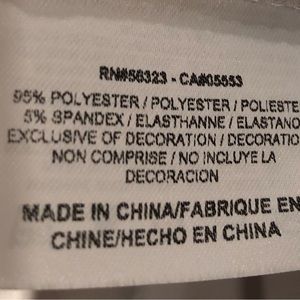 RN#56323 - CA#05553
95% POLYESTER / POLYESTER / POLIESTE
5% SPANDEX / ELASTHANNE / ELASTANO
EXCLUSIVE OF DECORATION / DECORATION
NON COMPRISE / NO INCLUYE LA
DECORACION
MADE IN CHINA/FABRIQUE EN
CHINE/HECHO EN CHINA